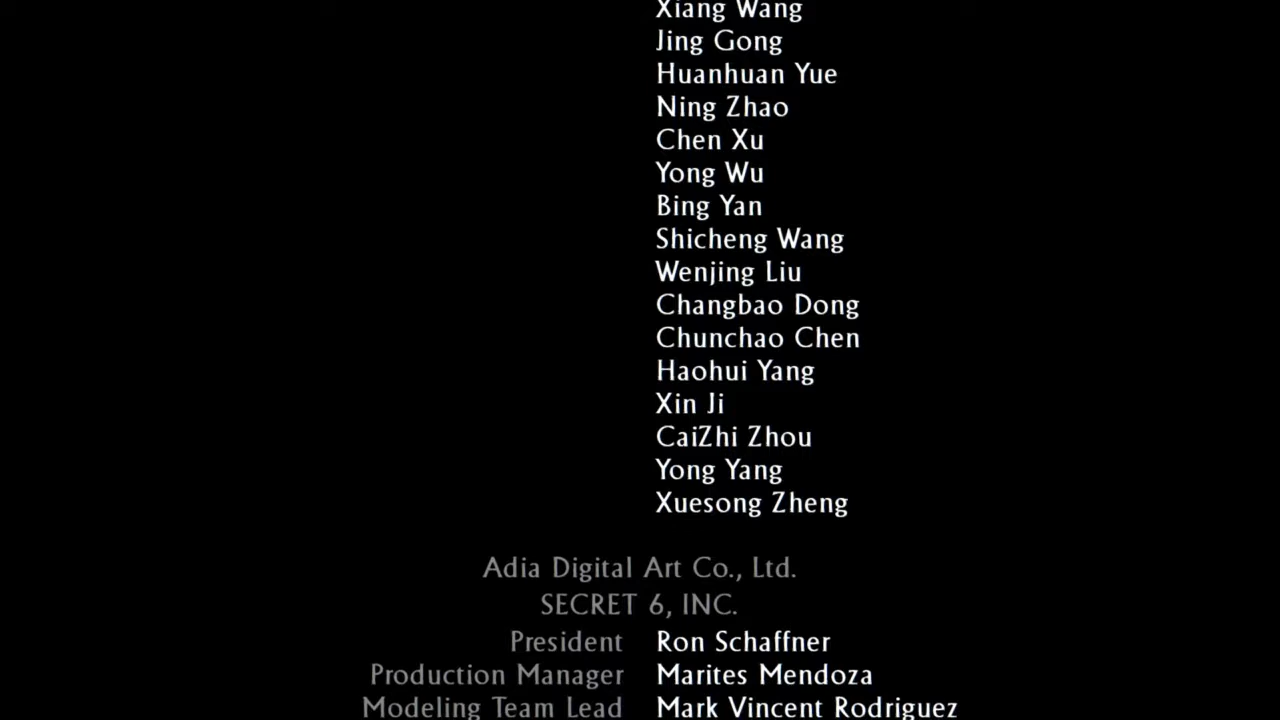 Xiang Wang
Jing Gong
Huanhuan Yue
Ning Zhao
Chen Xu
Yong Wu
Bing Yan
Shicheng Wang
Wenjing Liu
Changbao Dong
Chunchao Chen
Haohui Yang
Xin Ji
CaiZhi Zhou
Yong Yang
Xuesong Zheng
Adia Digital Art Co., Ltd.
SECRET 6, INC.
President Ron Schaffner
Production Manager Marites Mendoza
Modeling Team Lead Mark Vincent Rodriguez